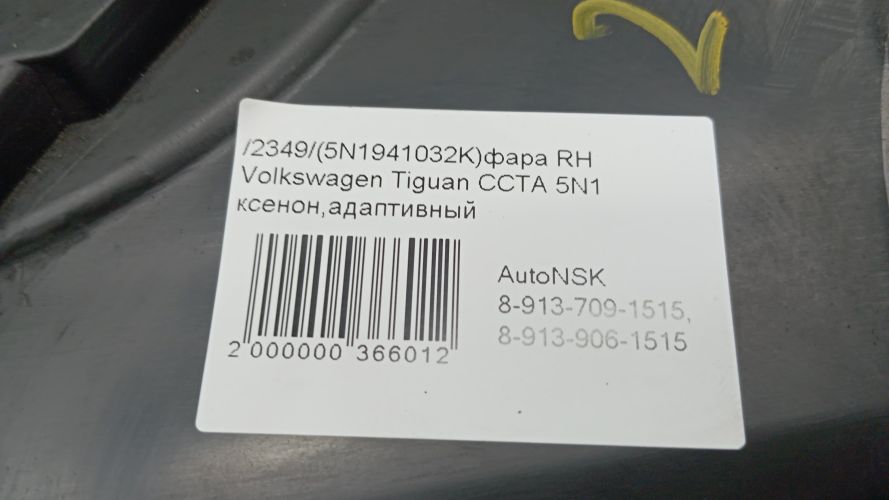 /2349/(5N1941032K)фара RH
Volkswagen Tiguan CCTA 5N1
ксенон,адаптивный
2 000000 366012
AutoNSK
8-913-709-1515,
8-913-906-1515